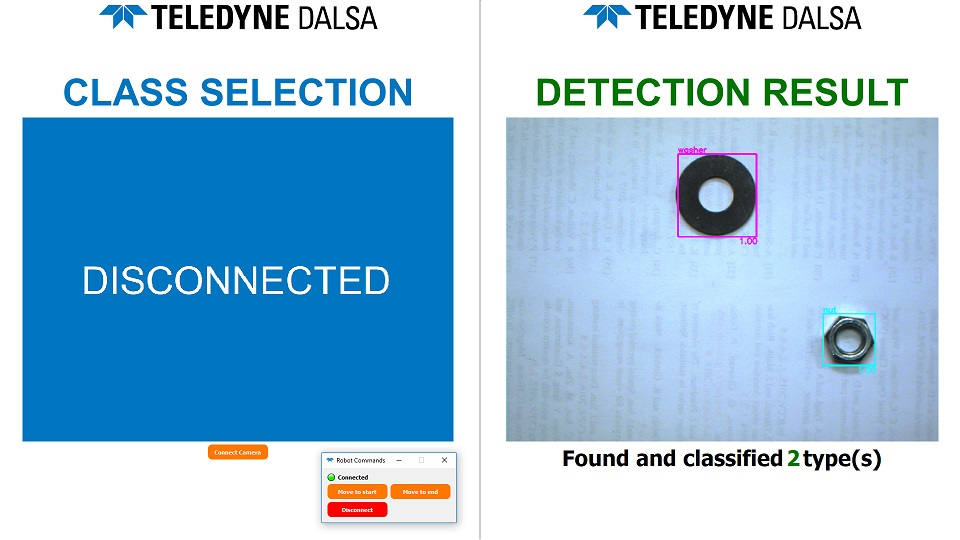 TELEDYNE DALSA
CLASS SELECTION
DISCONNECTED
Connect Camera
Robot Commands
Connected
Move to start Move to end
Disconnect
TELEDYNE DALSA
DETECTION RESULT
washer
1.00
nut
Found and classified 2 type(s)